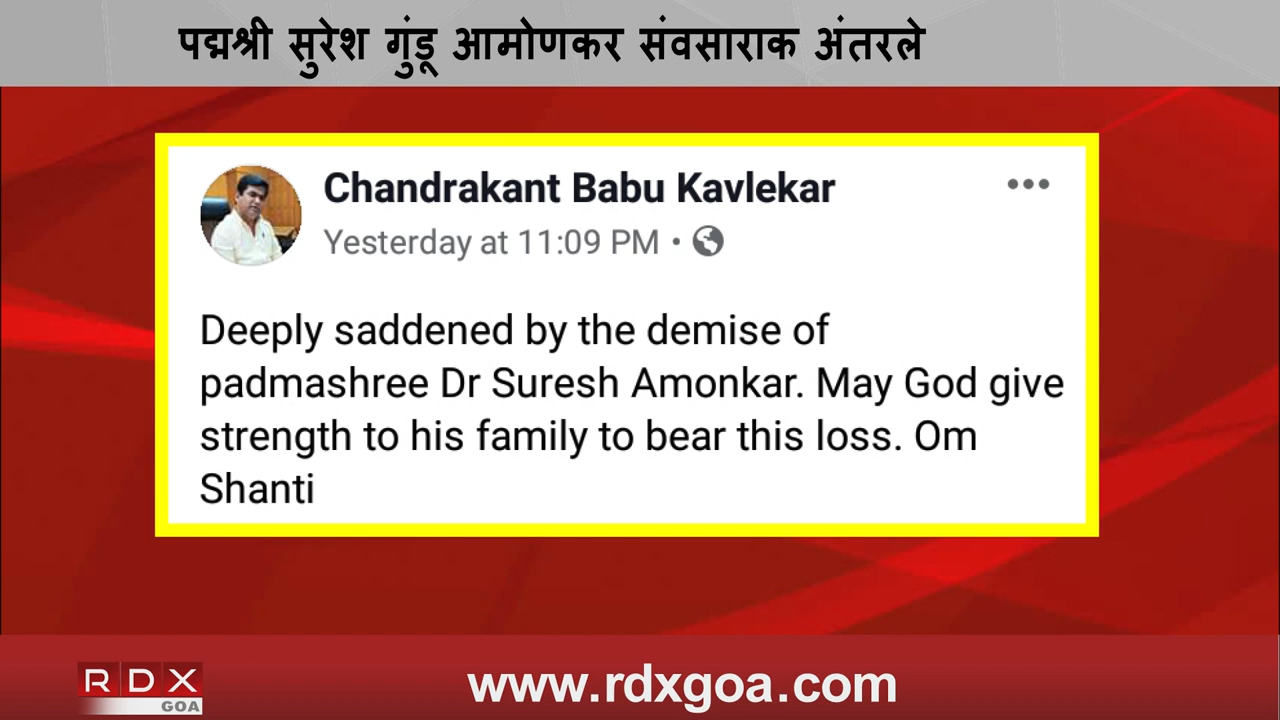 पद्मश्री सुरेश गुंडू आमोणकर संवसाराक अंतरले
Chandrakant Babu Kavlekar
Yesterday at 11:09 PM •
Deeply saddened by the demise of
padmashree Dr Suresh Amonkar. May God give
strength to his family to bear this loss. Om
Shanti
RDX
GOA
www.rdxgoa.com